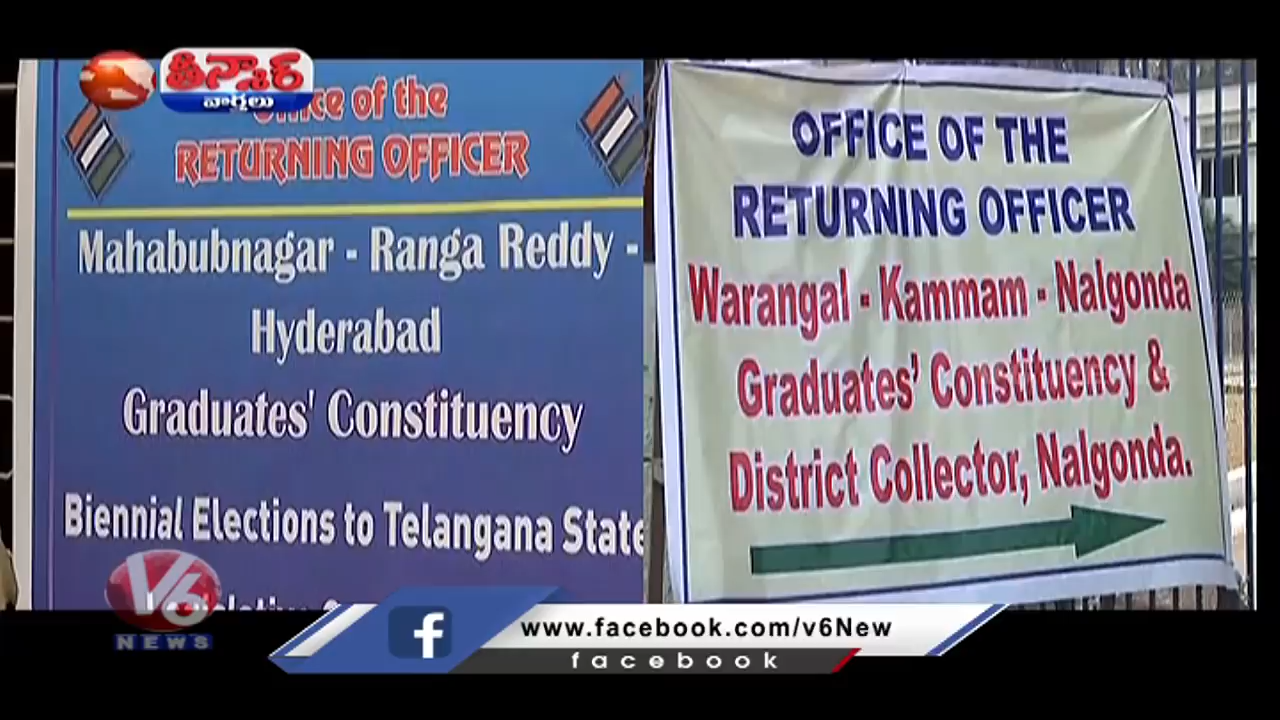 తీన్మార్
వార్తలు
Office of the
RETURNING OFFICER
Mahabubnagar - Ranga Reddy -
Hyderabad
Graduates' Constituency
Biennial Elections to Telangana State
OFFICE OF THE
RETURNING OFFICER
Warangal - Kammam - Nalgonda
Graduates' Constituency &
District Collector, Nalgonda.
V6
NEWS
f
www.facebook.com/v6New
facebook